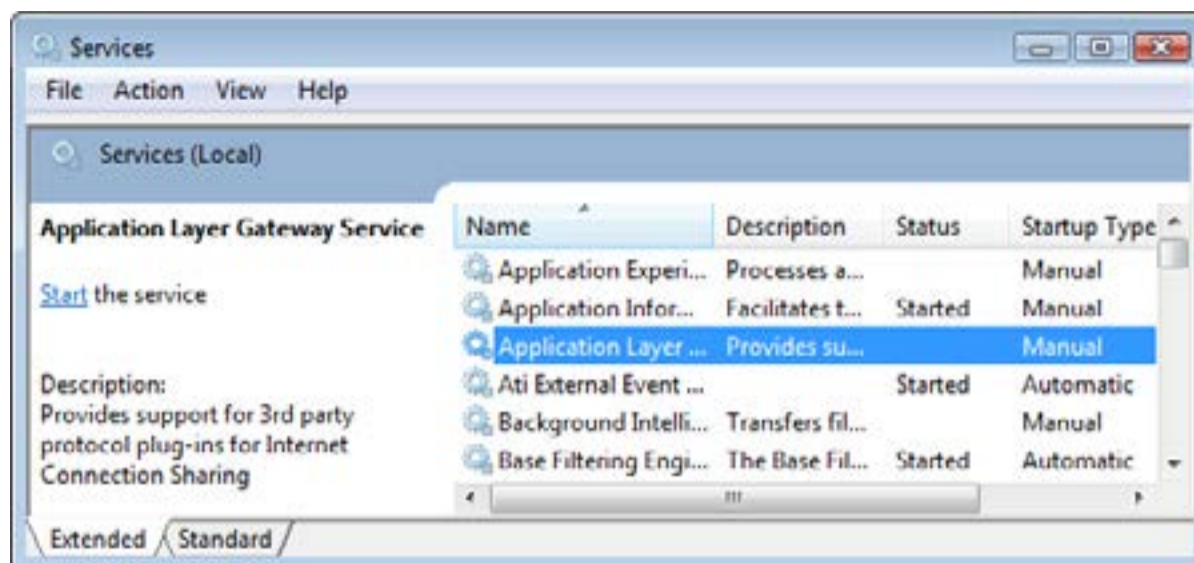 Services
File Action View Help
Services (Local)
Application Layer Gateway Service
Start the service
Description:
Provides support for 3rd party
protocol plug-ins for Internet
Connection Sharing
Name Description Status Startup Type
Application Experi... Processes a... Manual
Application Infor... Facilitates t... Started Manual
Application Layer ... Provides su... Manual
Ati External Event ... Started Automatic
Background Intelli... Transfers fil... Manual
Base Filtering Engi... The Base Fil... Started Automatic
Extended Standard